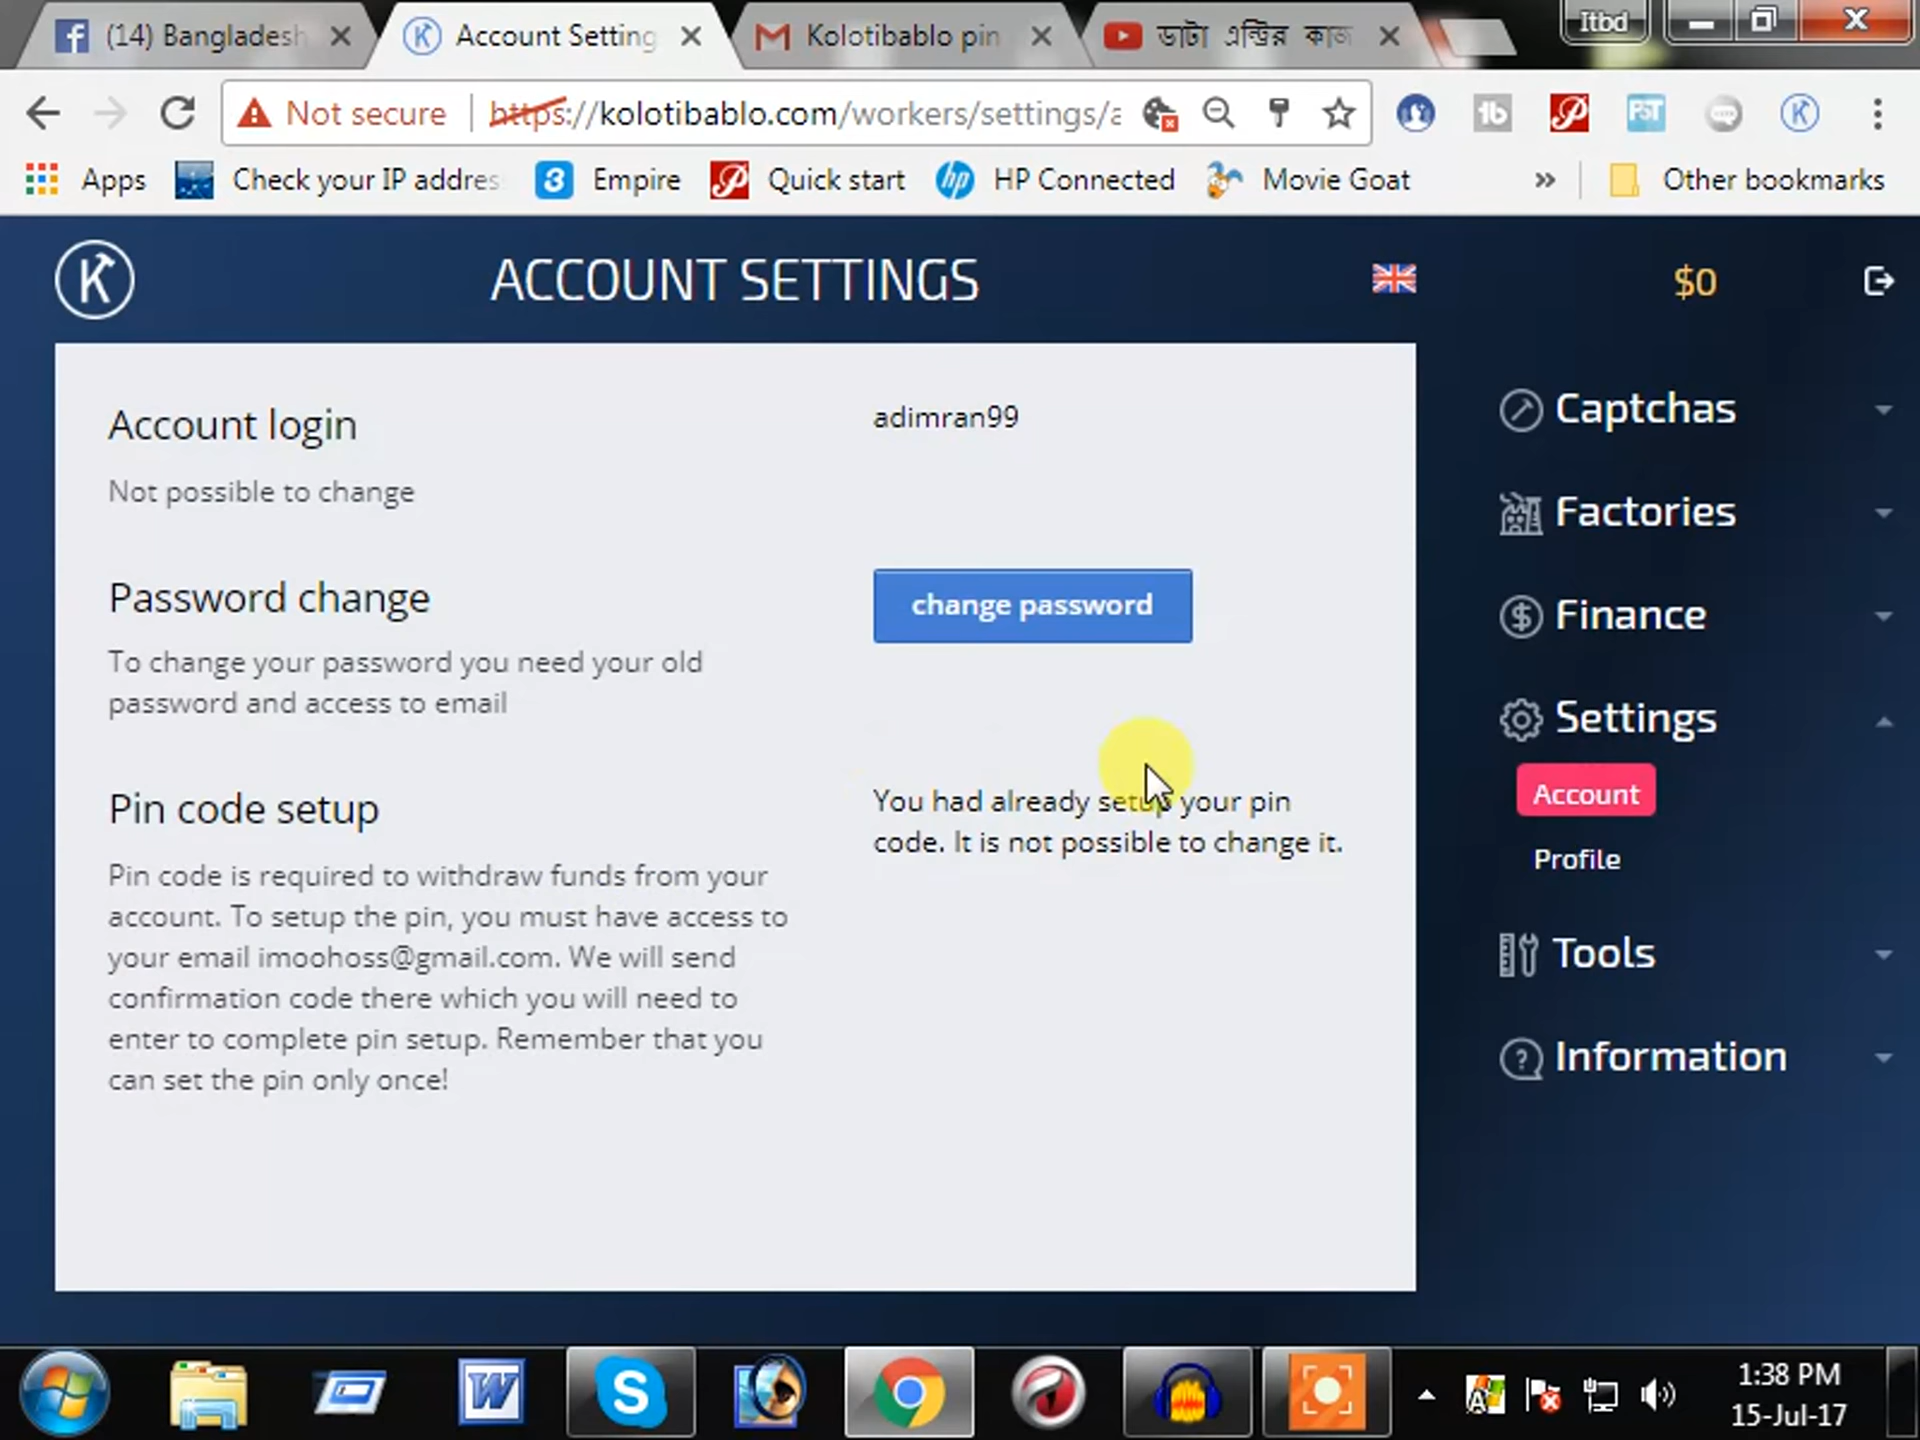 (14) Bangladesh
Account Setting
Kolotibablo pin
ডাটা এন্ট্রির কাজ
Itbd
Not secure
https://kolotibablo.com/workers/settings/a
Apps
Check your IP addres
Empire
Quick start
HP Connected
Movie Goat
»
Other bookmarks
ACCOUNT SETTINGS
$0
Account login
adimran99
Not possible to change
Password change
change password
To change your password you need your old
password and access to email
Pin code setup
You had already setup your pin
code. It is not possible to change it.
Pin code is required to withdraw funds from your
account. To setup the pin, you must have access to
your email imoohoss@gmail.com. We will send
confirmation code there which you will need to
enter to complete pin setup. Remember that you
can set the pin only once!
Captchas
Factories
Finance
Settings
Account
Profile
Tools
Information
1:38 PM
15-Jul-17